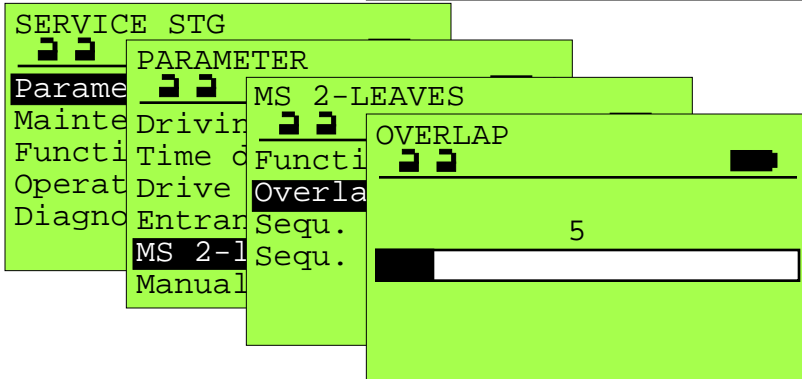 SERVICE STG
Parame
Mainte
Functi
Operat
Diagno
PARAMETER
Drivin
Time d
Drive
Entran
MS 2-l
Manual
MS 2-LEAVES
Functi
Overla
Sequ.
Sequ.
OVERLAP
5